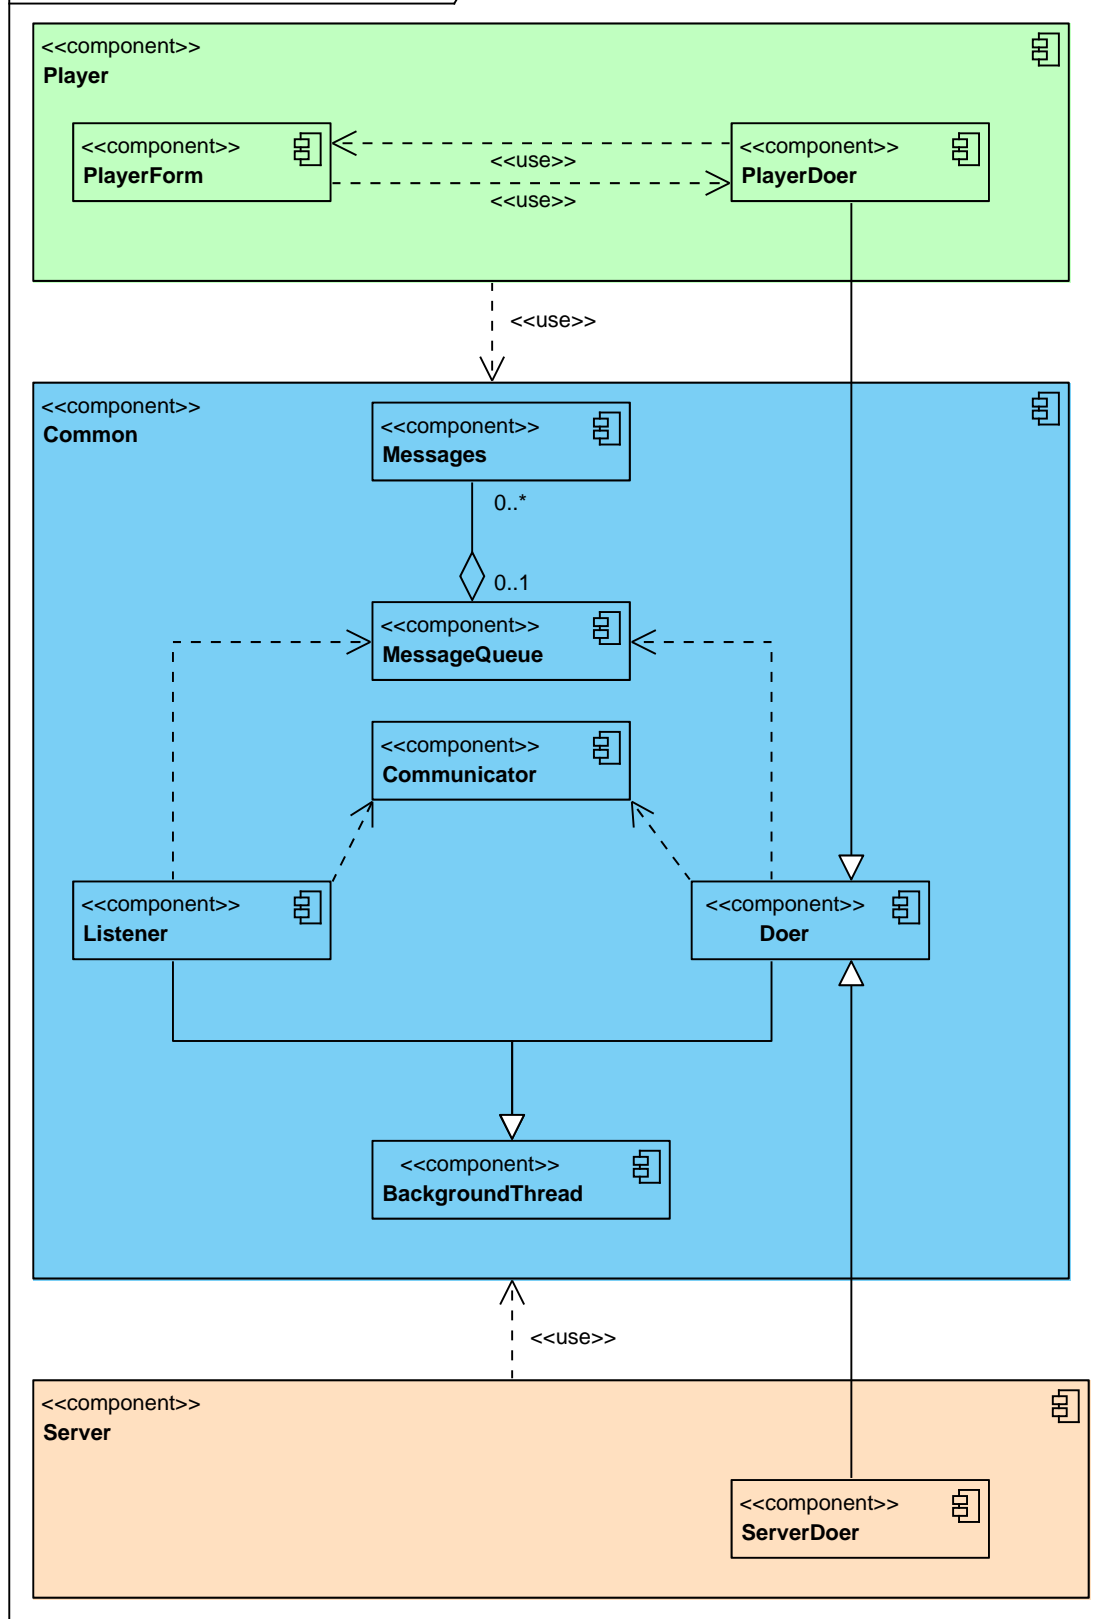 <<component>>
Player
<<component>>
PlayerForm
<<use>>
<<use>>
<<component>>
PlayerDoer
<<use>>
<<component>>
Common
<<component>>
Messages
0..*
0..1
<<component>>
MessageQueue
<<component>>
Communicator
<<component>>
Listener
<<component>>
Doer
<<component>>
BackgroundThread
<<use>>
<<component>>
Server
<<component>>
ServerDoer